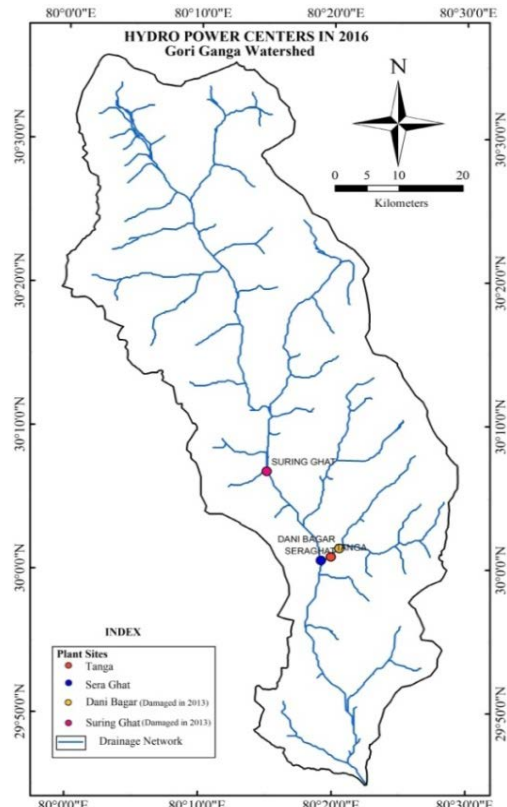 80°0'0"N 80°10'0"N 80°20'0"N 80°30'0"N
HYDRO POWER CENTERS IN 2016
Gori Ganga Watershed
N
0 5 10 20
Kilometers
30°30'0"N 30°30'0"N
30°20'0"N 30°20'0"N
30°10'0"N 30°10'0"N
SURING GHAT
DANI BAGAR
SERAGHAT
30°0'0"N 30°0'0"N
INDEX
Plant Sites
Tanga
Sera Ghat
Dani Bagar (Damaged in 2013)
Suring Ghat (Damaged in 2013)
Drainage Network
29°50'0"N 29°50'0"N
80°0'0"N 80°10'0"N 80°20'0"N 80°30'0"N